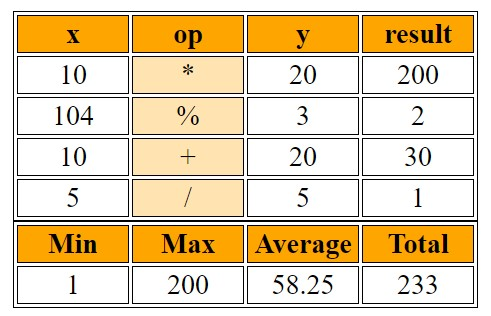 x op y result
10 * 20 200
104 % 3 2
10 + 20 30
5 / 5 1
Min Max Average Total
1 200 58.25 233